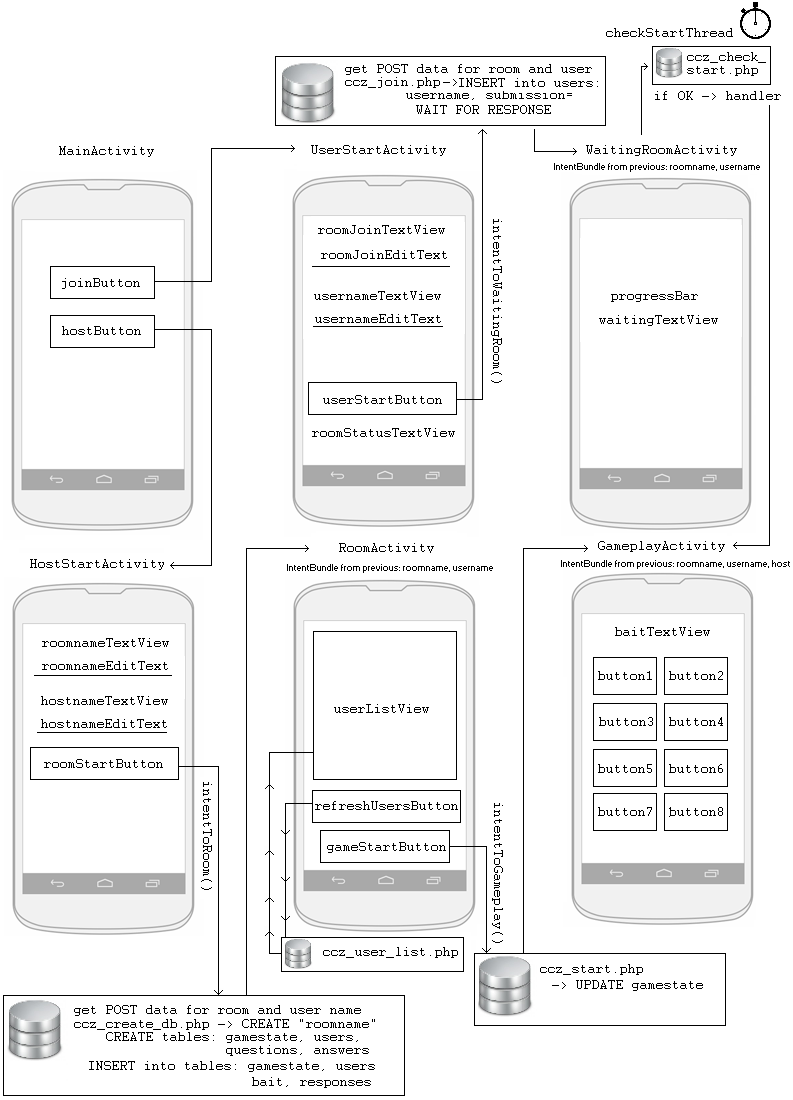 checkStartThread
ccz_check_
start.php
if OK -> handler
get POST data for room and user
ccz_join.php->INSERT into users:
username, submission=
WAIT FOR RESPONSE
MainActivity
UserStartActivity
WaitingRoomActivity
IntentBundle from previous: roomname, username
joinButton
hostButton
roomJoinTextView
roomJoinEditText
usernameTextView
usernameEditText
userStartButton
roomStatusTextView
intentToWaitingRoom()
progressBar
waitingTextView
HostStartActivity
RoomActivity
IntentBundle from previous: roomname, username
GameplayActivity
IntentBundle from previous: roomname, username, host
roomnameTextView
roomnameEditText
hostnameTextView
hostnameEditText
roomStartButton
intentToRoom()
userListView
refreshUsersButton
gameStartButton
intentToGameplay()
baitTextView
button1 button2
button3 button4
button5 button6
button7 button8
ccz_user_list.php
ccz_start.php
-> UPDATE gamestate
get POST data for room and user name
ccz_create_db.php -> CREATE "roomname"
CREATE tables: gamestate, users,
questions, answers
INSERT into tables: gamestate, users
bait, responses